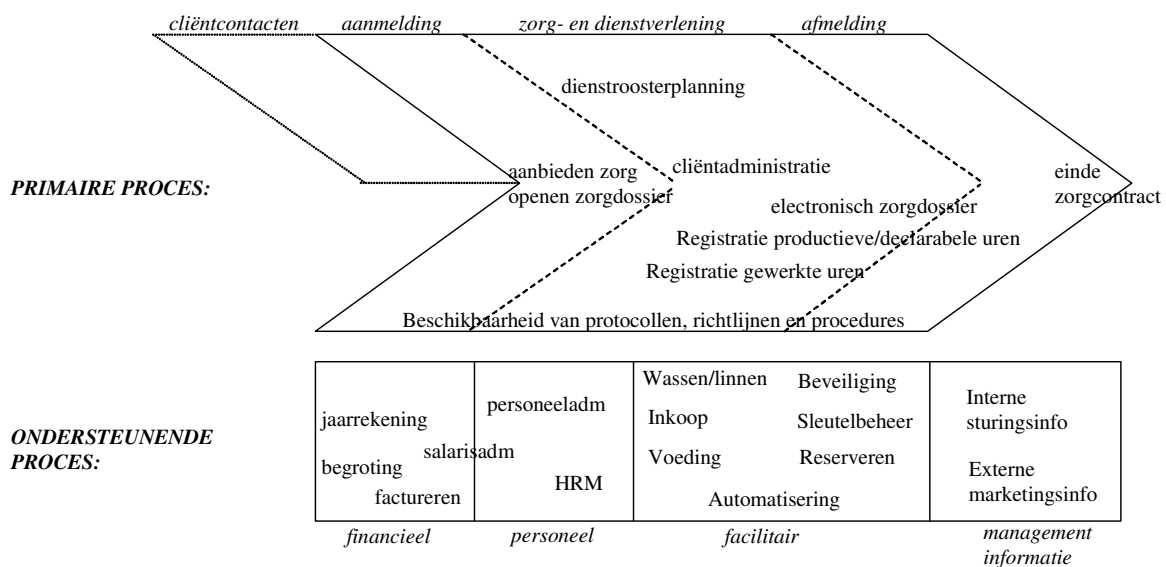 cliëntcontacten
aanmelding
zorg- en dienstverlening
afmelding
dienstroosterplanning
PRIMAIRE PROCES:
aanbieden zorg
openen zorgdossier
cliëntadministratie
einde
zorgcontract
electronisch zorgdossier
Registratie productieve/declarabele uren
Registratie gewerkte uren
Beschikbaarheid van protocollen, richtlijnen en procedures
ONDERSTEUNENDE
PROCES:
jaarrekening
begroting
salarisadm
factureren
personeeladm
HRM
Wassen/linnen
Beveiliging
Inkoop
Sleutelbeheer
Voeding
Reserveren
Automatisering
Interne
sturingsinfo
Externe
marketingsinfo
financieel
personeel
facilitair
management
informatie